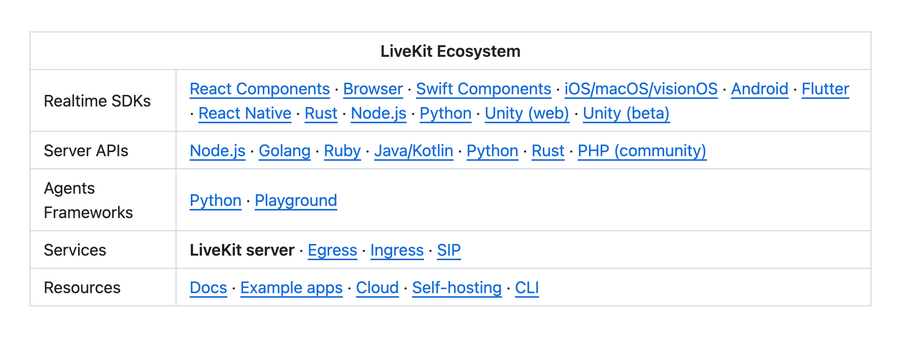 LiveKit Ecosystem
Realtime SDKs
React Components · Browser · Swift Components · iOS/macOS/visionOS · Android · Flutter
· React Native · Rust · Node.js · Python · Unity (web) · Unity (beta)
Server APIs
Node.js · Golang · Ruby · Java/Kotlin · Python · Rust · PHP (community)
Agents
Frameworks
Python · Playground
Services
LiveKit server · Egress · Ingress · SIP
Resources
Docs · Example apps · Cloud · Self-hosting · CLI